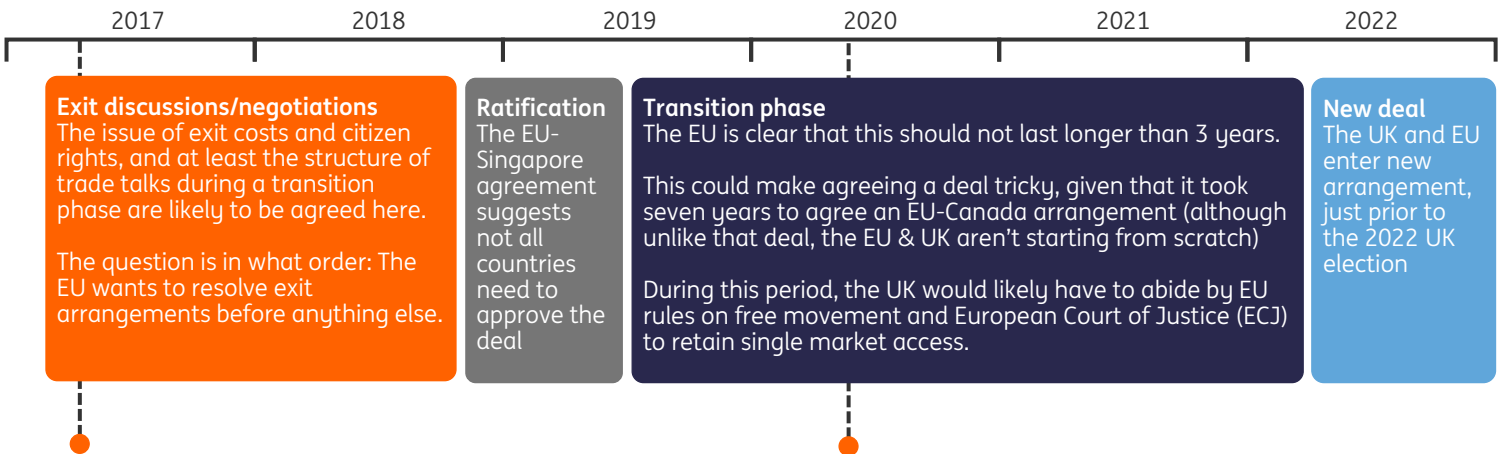 2017 2018 2019 2020 2021 2022
Exit discussions/negotiations
The issue of exit costs and citizen
rights, and at least the structure of
trade talks during a transition
phase are likely to be agreed here.
The question is in what order: The
EU wants to resolve exit
arrangements before anything else.
Ratification
The EU-
Singapore
agreement
suggests
not all
countries
need to
approve the
deal
Transition phase
The EU is clear that this should not last longer than 3 years.
This could make agreeing a deal tricky, given that it took
seven years to agree an EU-Canada arrangement (although
unlike that deal, the EU & UK aren't starting from scratch)
During this period, the UK would likely have to abide by EU
rules on free movement and European Court of Justice (ECJ)
to retain single market access.
New deal
The UK and EU
enter new
arrangement,
just prior to
the 2022 UK
election